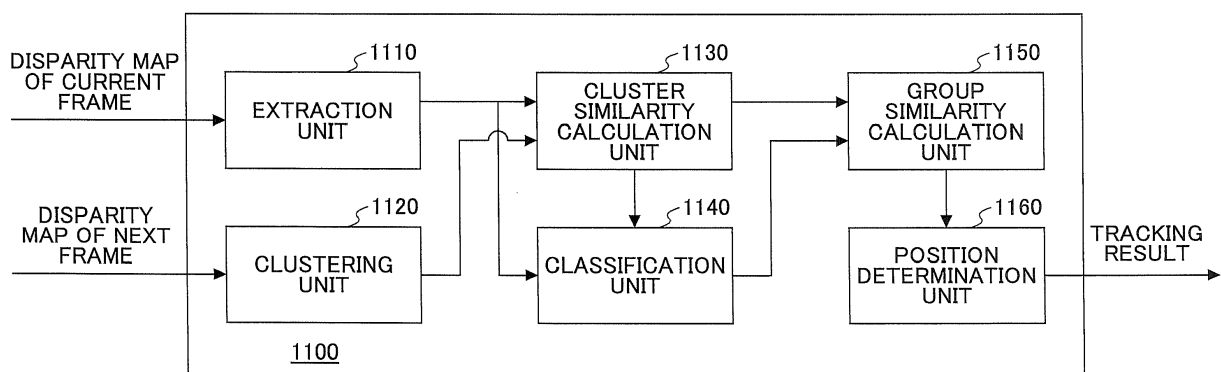 DISPARITY MAP
OF CURRENT
FRAME
1110
EXTRACTION
UNIT
1130
CLUSTER
SIMILARITY
CALCULATION
UNIT
1150
GROUP
SIMILARITY
CALCULATION
UNIT
DISPARITY
MAP OF NEXT
FRAME
1120
CLUSTERING
UNIT
1140
CLASSIFICATION
UNIT
1160
POSITION
DETERMINATION
UNIT
TRACKING
RESULT
1100